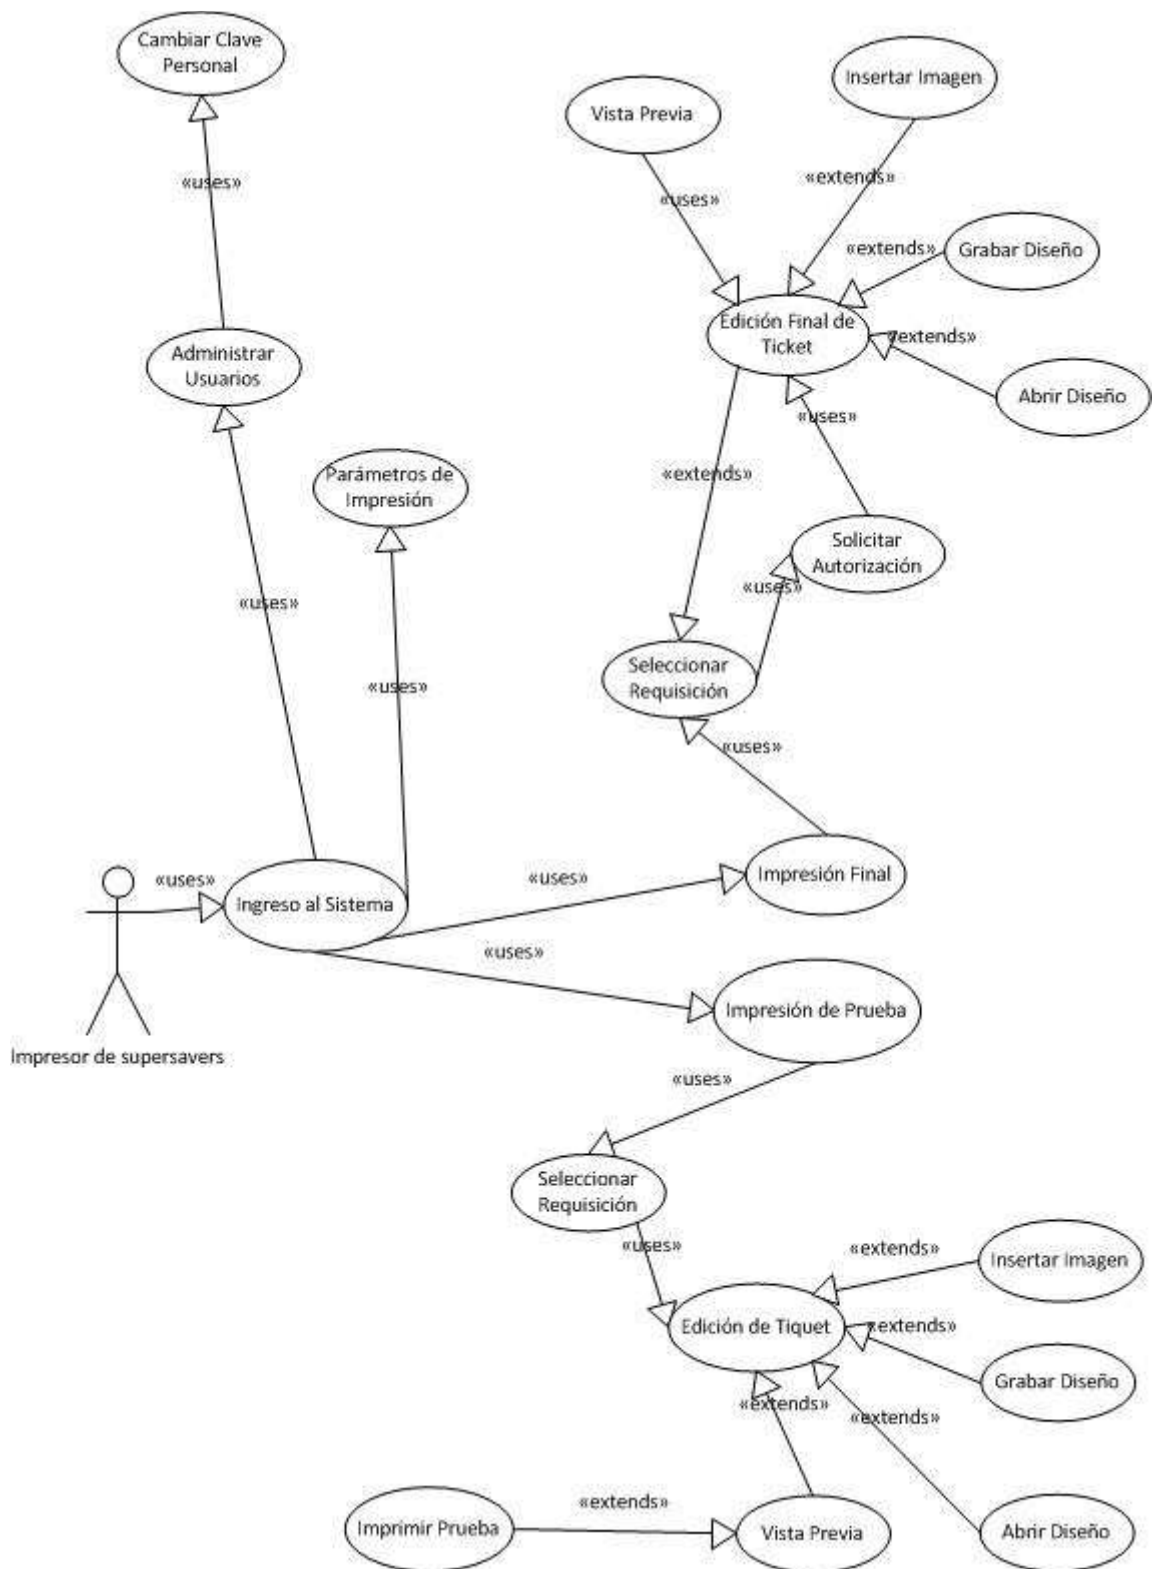 Cambiar Clave
Personal
Insertar Imagen
Vista Previa
«uses»
«extends»
«uses»
«extends»
Grabar Diseño
Edición Final de
Ticket
«extends»
Administrar
Usuarios
Abrir Diseño
«uses»
Parámetros de
Impresión
«extends»
Solicitar
Autorización
«uses»
«uses»
Seleccionar
Requisición
«uses»
«uses»
Impresión Final
«uses»
«uses»
Ingreso al Sistema
«uses»
Impresión de Prueba
Impresor de supersavers
«uses»
Seleccionar
Requisición
«uses»
«extends»
Insertar Imagen
Edición de Tiquet
«extends»
Grabar Diseño
«extends»
«extends»
«extends»
Imprimir Prueba
Vista Previa
Abrir Diseño